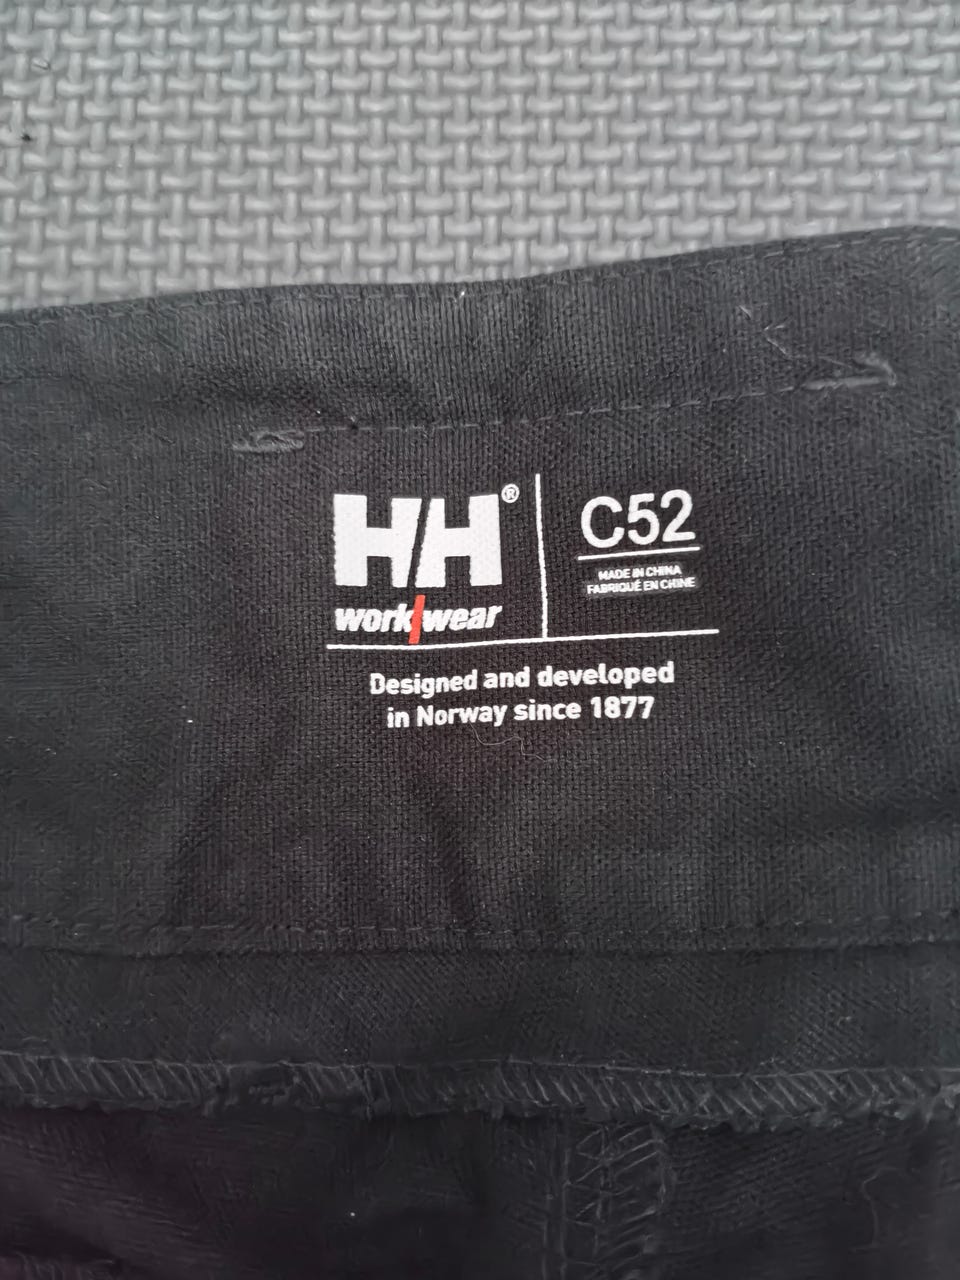 HH®
work/wear
C52
MADE IN CHINA
FABRIQUÉ EN CHINE
Designed and developed
in Norway since 1877